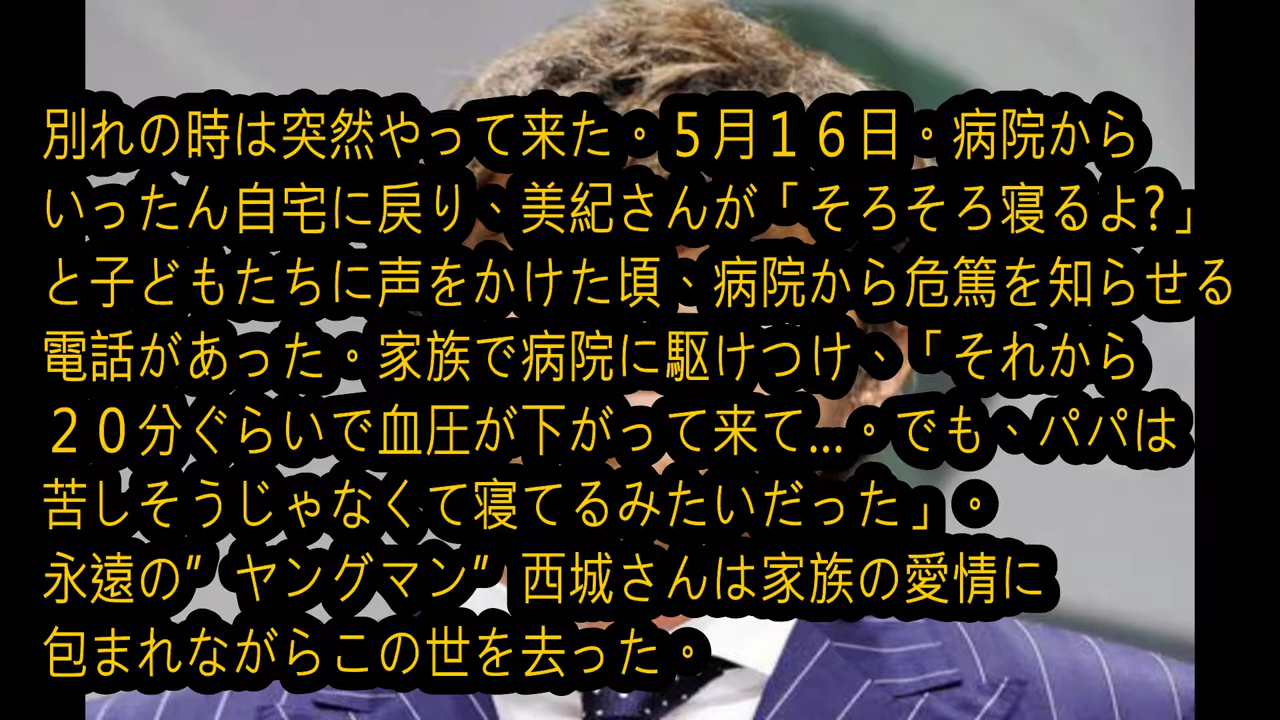 別れの時は突然やって来た。５月１６日。病院から
いったん自宅に戻り、美紀さんが「そろそろ寝るよ?」
と子どもたちに声をかけた頃、病院から危篤を知らせる
電話があった。家族で病院に駆けつけ、「それから
２０分ぐらいで血圧が下がって来て…。でも、パパは
苦しそうじゃなくて寝てるみたいだった」。
永遠の”ヤングマン”西城さんは家族の愛情に
包まれながらこの世を去った。